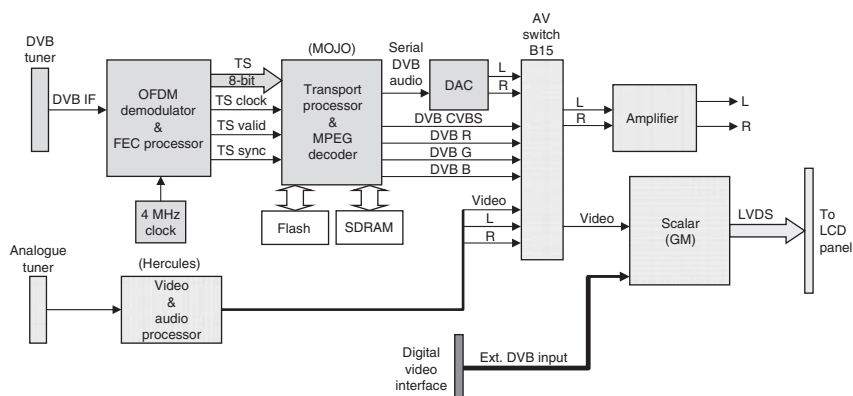 DVB
tuner
DVB IF
OFDM
demodulator
&
FEC processor
4 MHz
clock
TS
8-bit
TS clock
TS valid
TS sync
(MOJO)
Transport
processor
&
MPEG
decoder
Flash
SDRAM
Serial
DVB
audio
DAC
L
R
DVB CVBS
DVB R
DVB G
DVB B
Video
L
R
AV
switch
B15
L
R
Amplifier
L
R
Video
Scalar
(GM)
LVDS
To
LCD
panel
Analogue
tuner
(Hercules)
Video
&
audio
processor
Digital
video
interface
Ext. DVB input